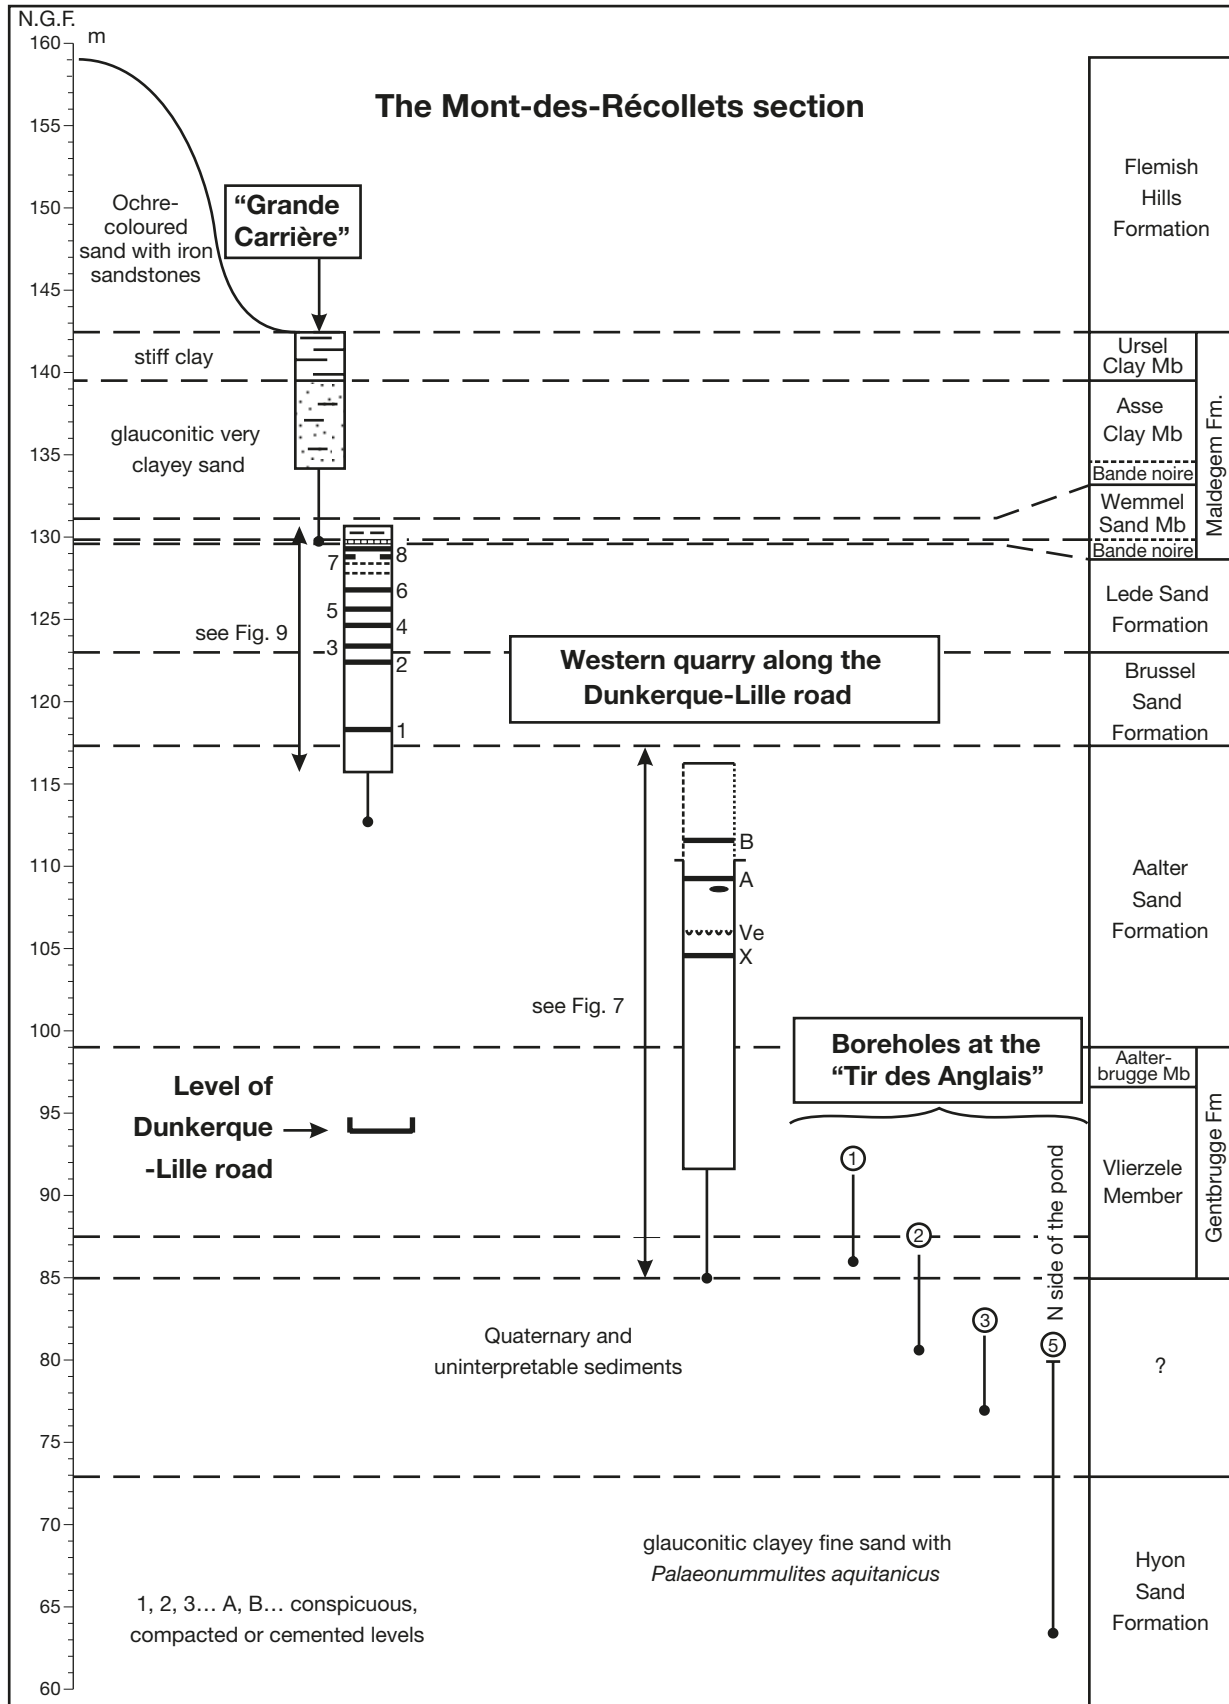 N.G.F.
m
160
155
150
145
140
135
130
125
120
115
110
105
100
95
90
85
80
75
70
65
60
The Mont-des-Récollets section
Ochre-
coloured
sand with iron
sandstones
“Grande
Carrière”
stiff clay
glauconitic very
clayey sand
see Fig. 9
7
8
6
5
4
3
2
1
Western quarry along the
Dunkerque-Lille road
see Fig. 7
B
A
Ve
X
Level of
Dunkerque
-Lille road
Boreholes at the
“Tir des Anglais”
1
2
3
5
N side of the pond
Quaternary and
uninterpretable sediments
glauconitic clayey fine sand with
Palaeonummulites aquitanicus
1, 2, 3… A, B… conspicuous,
compacted or cemented levels
Flemish
Hills
Formation
Ursel
Clay Mb
Asse
Clay Mb
Bande noire
Wemmel
Sand Mb
Bande noire
Maldegem Fm.
Lede Sand
Formation
Brussel
Sand
Formation
Aalter
Sand
Formation
Aalter-
brugge Mb
Vlierzele
Member
Gentbrugge Fm
?
Hyon
Sand
Formation